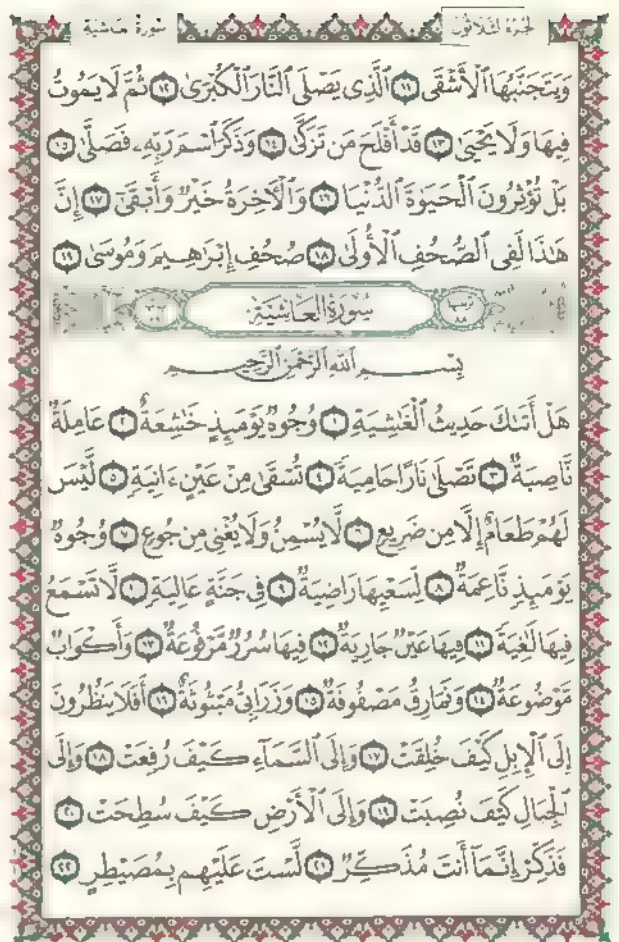 سورة الغاشية الجزء الثلاثون
وَيَتَجَنَّبُهَا ٱلْأَشْقَى ١١ ٱلَّذِى يَصْلَى ٱلنَّارَ ٱلْكُبْرَىٰ ١٢ ثُمَّ لَا يَمُوتُ
فِيهَا وَلَا يَحْيَىٰ ١٣ قَدْ أَفْلَحَ مَن تَزَكَّىٰ ١٤ وَذَكَرَ ٱسْمَ رَبِّهِۦ فَصَلَّىٰ ١٥
بَلْ تُؤْثِرُونَ ٱلْحَيَوٰةَ ٱلدُّنْيَا ١٦ وَٱلْـَٔاخِرَةُ خَيْرٌ وَأَبْقَىٰٓ ١٧ إِنَّ
هَٰذَا لَفِى ٱلصُّحُفِ ٱلْأُولَىٰ ١٨ صُحُفِ إِبْرَٰهِيمَ وَمُوسَىٰ ١٩
سُورَةُ الغَاشِيَةِ
ترتيبها ٨٨
بِسْمِ ٱللَّهِ ٱلرَّحْمَٰنِ ٱلرَّحِيمِ
هَلْ أَتَىٰكَ حَدِيثُ ٱلْغَٰشِيَةِ ١ وُجُوهٌ يَوْمَئِذٍ خَٰشِعَةٌ ٢ عَامِلَةٌ
نَّاصِبَةٌ ٣ تَصْلَىٰ نَارًا حَامِيَةً ٤ تُسْقَىٰ مِنْ عَيْنٍ ءَانِيَةٍ ٥ لَّيْسَ
لَهُمْ طَعَامٌ إِلَّا مِن ضَرِيعٍ ٦ لَّا يُسْمِنُ وَلَا يُغْنِى مِن جُوعٍ ٧ وُجُوهٌ
يَوْمَئِذٍ نَّاعِمَةٌ ٨ لِّسَعْيِهَا رَاضِيَةٌ ٩ فِى جَنَّةٍ عَالِيَةٍ ١٠ لَّا تَسْمَعُ
فِيهَا لَٰغِيَةً ١١ فِيهَا عَيْنٌ جَارِيَةٌ ١٢ فِيهَا سُرُرٌ مَّرْفُوعَةٌ ١٣ وَأَكْوَابٌ
مَّوْضُوعَةٌ ١٤ وَنَمَارِقُ مَصْفُوفَةٌ ١٥ وَزَرَابِىُّ مَبْثُوثَةٌ ١٦ أَفَلَا يَنظُرُونَ
إِلَى ٱلْإِبِلِ كَيْفَ خُلِقَتْ ١٧ وَإِلَى ٱلسَّمَآءِ كَيْفَ رُفِعَتْ ١٨ وَإِلَى
ٱلْجِبَالِ كَيْفَ نُصِبَتْ ١٩ وَإِلَى ٱلْأَرْضِ كَيْفَ سُطِحَتْ ٢٠
فَذَكِّرْ إِنَّمَآ أَنتَ مُذَكِّرٌ ٢١ لَّسْتَ عَلَيْهِم بِمُصَيْطِرٍ ٢٢